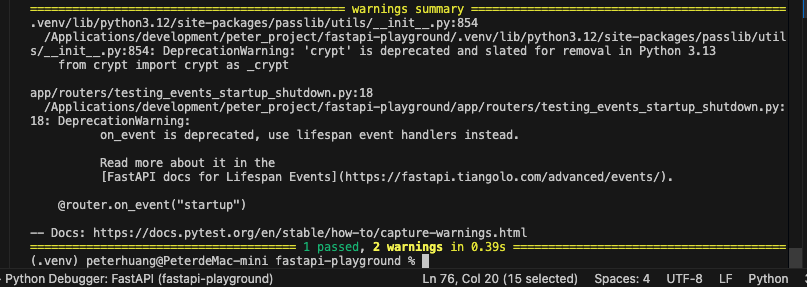 warnings summary
.venv/lib/python3.12/site-packages/passlib/utils/__init__.py:854
/Applications/development/peter_project/fastapi-playground/.venv/lib/python3.12/site-packages/passlib/util
s/__init__.py:854: DeprecationWarning: 'crypt' is deprecated and slated for removal in Python 3.13
from crypt import crypt as _crypt
app/routers/testing_events_startup_shutdown.py:18
/Applications/development/peter_project/fastapi-playground/app/routers/testing_events_startup_shutdown.py:
18: DeprecationWarning:
on_event is deprecated, use lifespan event handlers instead.
Read more about it in the
[FastAPI docs for Lifespan Events](https://fastapi.tiangolo.com/advanced/events/).
@router.on_event("startup")
-- Docs: https://docs.pytest.org/en/stable/how-to/capture-warnings.html
1 passed, 2 warnings in 0.39s
(.venv) peterhuang@PeterdeMac-mini fastapi-playground %
Python Debugger: FastAPI (fastapi-playground) Ln 76, Col 20 (15 selected) Spaces: 4 UTF-8 LF Python